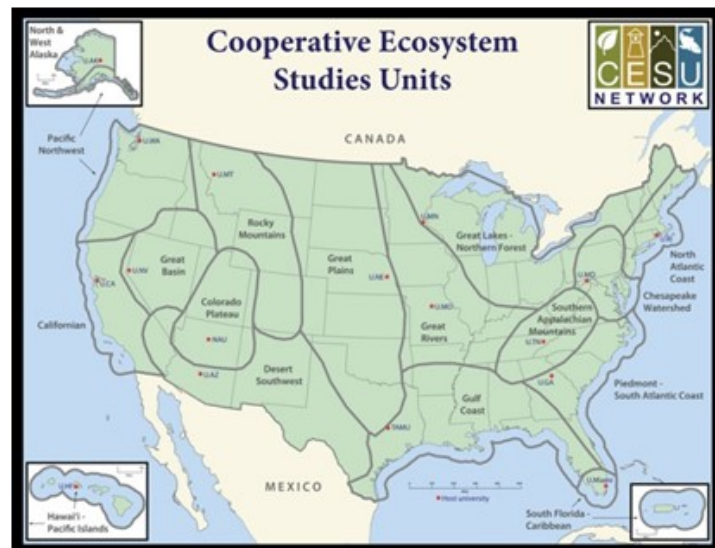 North &
West
Alaska
U.AK
Cooperative Ecosystem
Studies Units
CESU
NETWORK
CANADA
Pacific
Northwest
U.WA
U.MT
U.MN
Rocky
Mountains
Great Lakes -
Northern Forest
Great
Basin
U.NV
U.CA
Great
Plains
U.NE
North
Atlantic
Coast
U.MD
Chesapeake
Watershed
Colorado
Plateau
U.MO
Southern
Appalachian
Mountains
Californian
Great
Rivers
NAU
U.TN
Desert
Southwest
U.AZ
U.GA
Piedmont -
South Atlantic Coast
Gulf
Coast
TAMU
MEXICO
Host university
U.Miami
U.HI
Hawai'i -
Pacific Islands
South Florida -
Caribbean